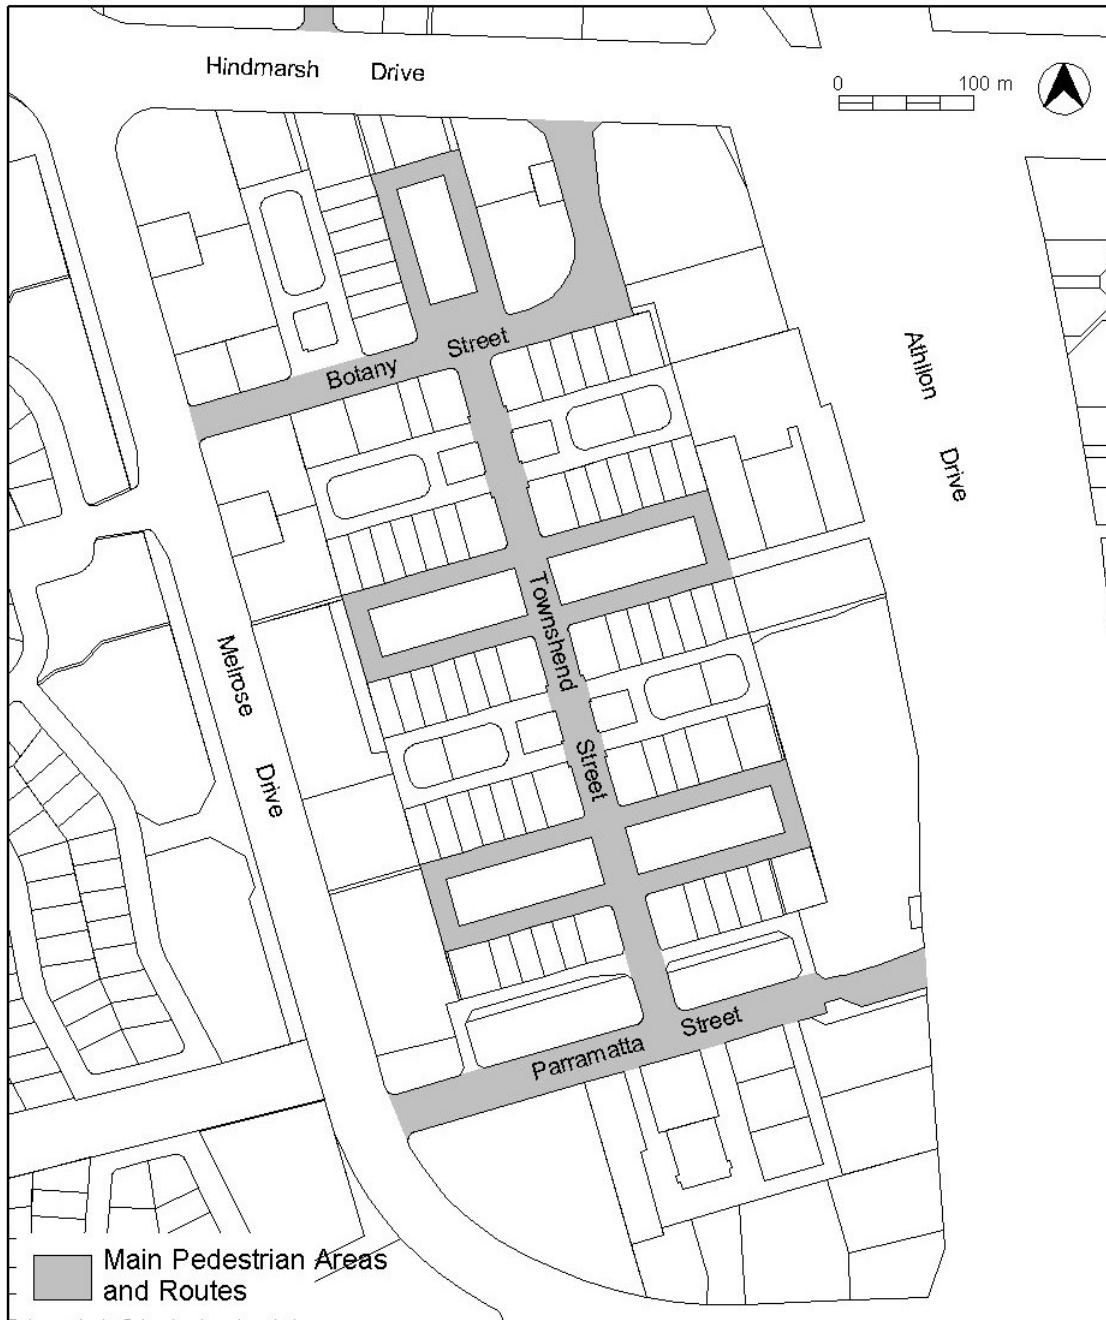 Hindmarsh Drive
0 100 m
Botany Street
Athllon Drive
Townshend Street
Melrose Drive
Parramatta Street
Main Pedestrian Areas
and Routes